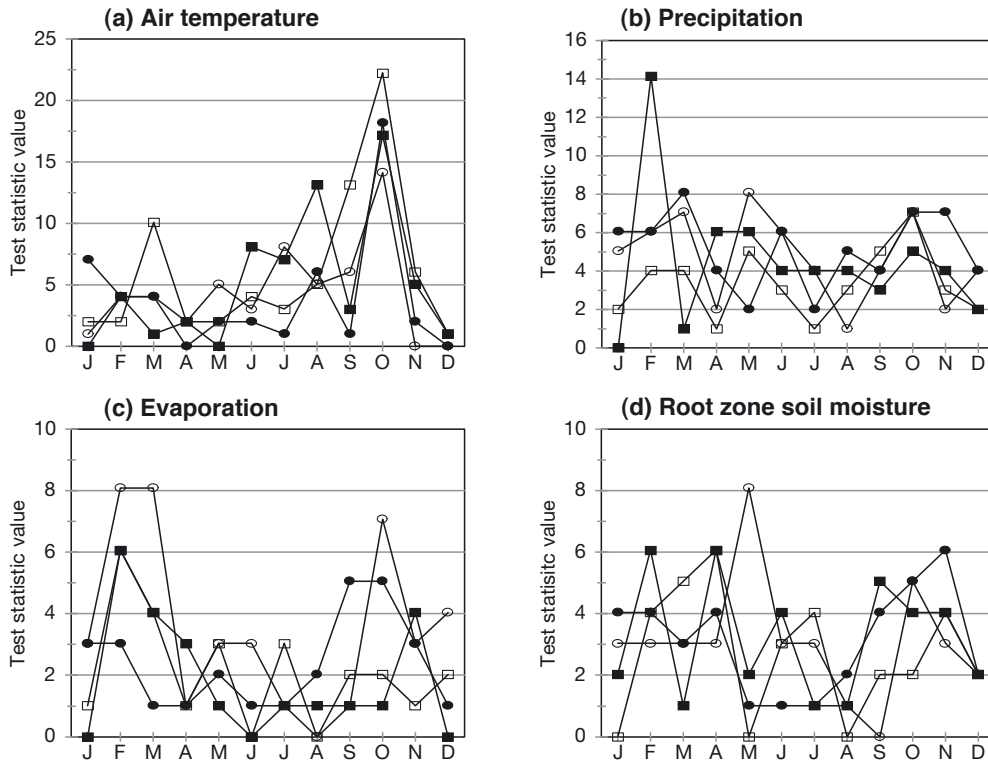 (a) Air temperature
Test statistic value
25
20
15
10
5
0
J F M A M J J A S O N D
(b) Precipitation
Test statistic value
16
14
12
10
8
6
4
2
0
J F M A M J J A S O N D
(c) Evaporation
Test statistic value
10
8
6
4
2
0
J F M A M J J A S O N D
(d) Root zone soil moisture
Test statisitc value
10
8
6
4
2
0
J F M A M J J A S O N D